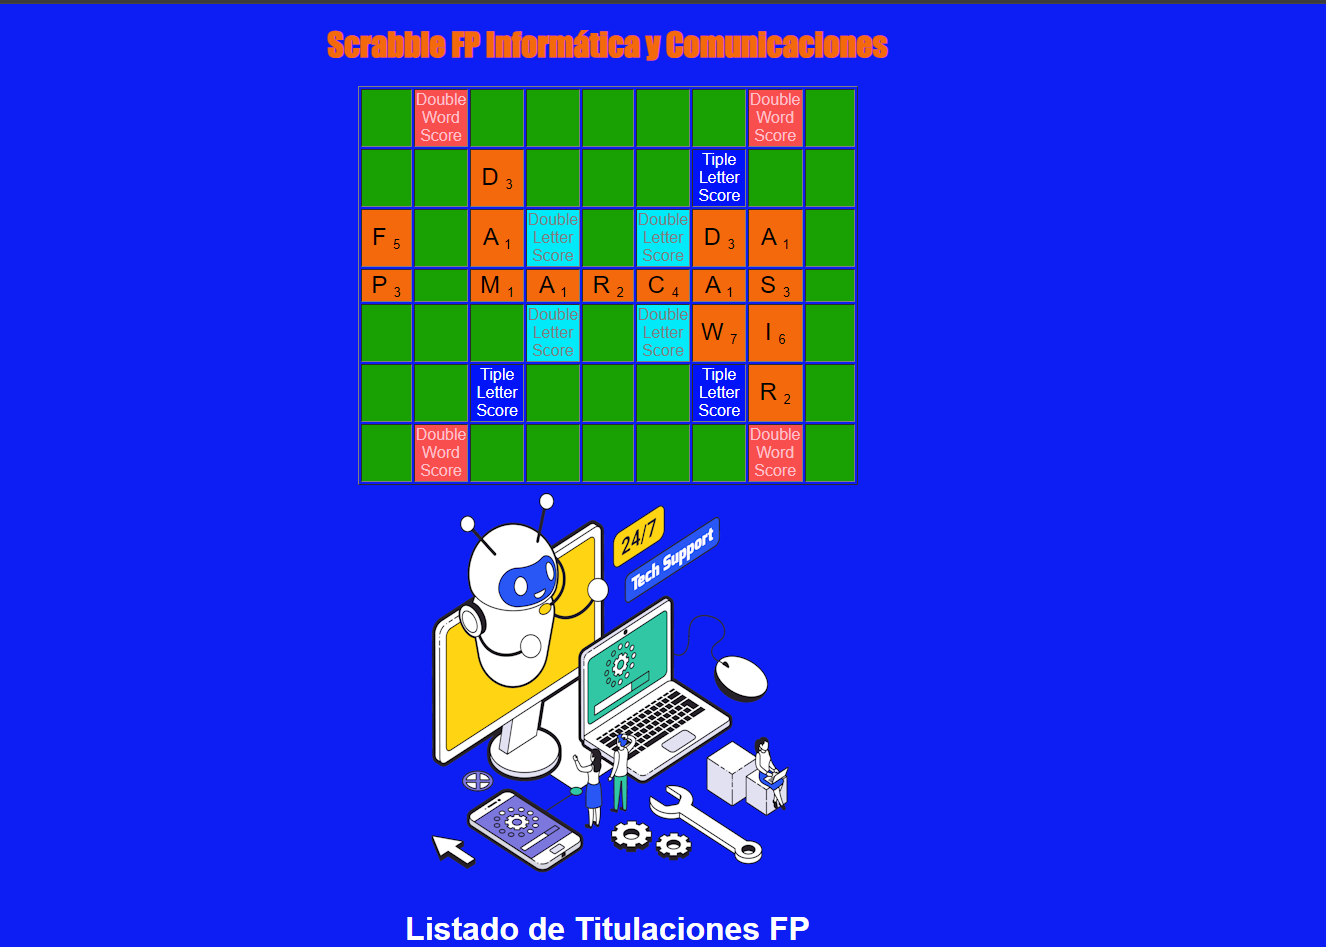 Scrabble FP Informática y Comunicaciones
Double Word Score Double Word Score
D 3 Tiple Letter Score
F 5 A 1 Double Letter Score Double Letter Score D 3 A 1
P 3 M 1 A 1 R 2 C 4 A 1 S 3
Double Letter Score Double Letter Score W 7 I 6
Tiple Letter Score Tiple Letter Score R 2
Double Word Score Double Word Score
24/7
Tech Support
Listado de Titulaciones FP